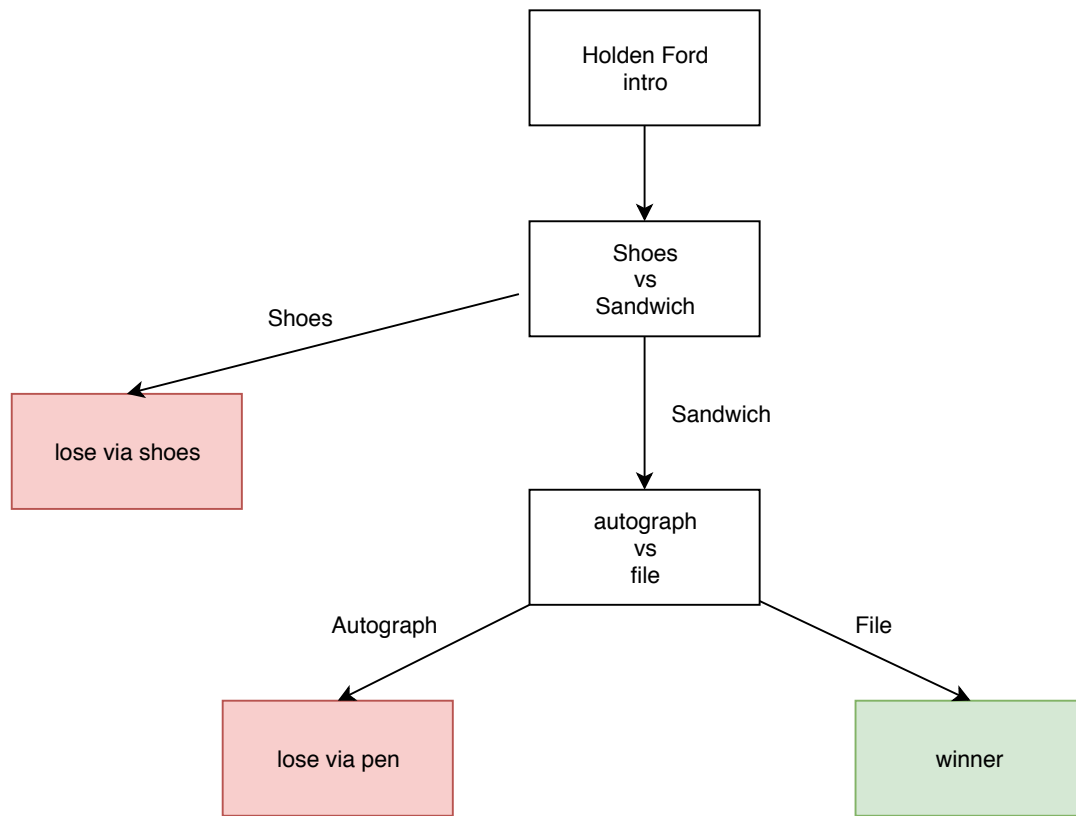 Holden Ford
intro
Shoes
vs
Sandwich
Shoes
lose via shoes
Sandwich
autograph
vs
file
Autograph
File
lose via pen
winner